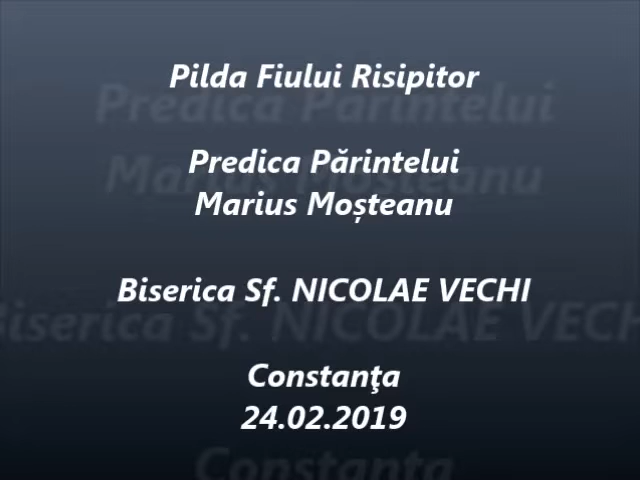 Pilda Fiului Risipitor
Predica Părintelui
Marius Moșteanu
Biserica Sf. NICOLAE VECHI
Constanţa
24.02.2019